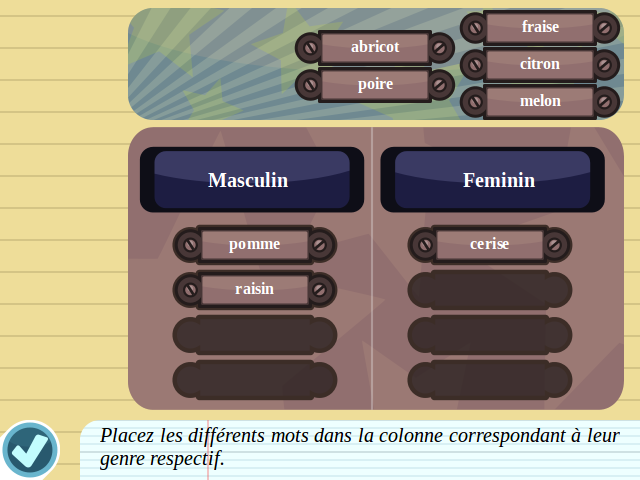 abricot
poire
fraise
citron
melon
Masculin
Feminin
pomme
raisin
cerise
Placez les différents mots dans la colonne correspondant à leur
genre respectif.